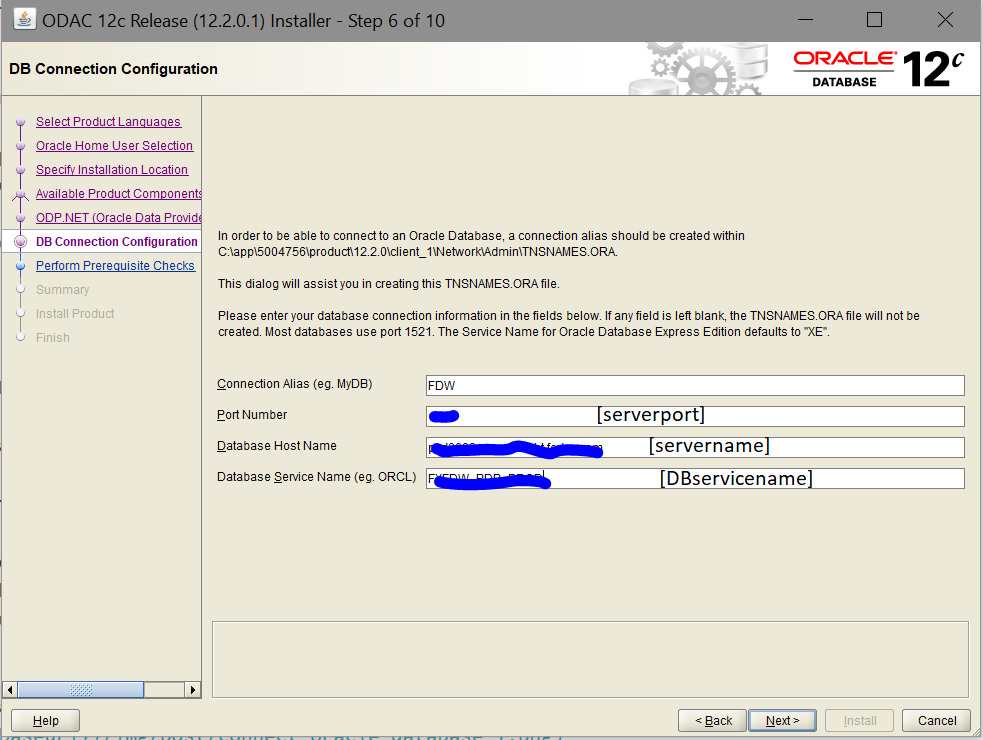 ODAC 12c Release (12.2.0.1) Installer - Step 6 of 10
DB Connection Configuration
ORACLE
DATABASE 12c
Select Product Languages
Oracle Home User Selection
Specify Installation Location
Available Product Components
ODP.NET (Oracle Data Provide
DB Connection Configuration
Perform Prerequisite Checks
Summary
Install Product
Finish
In order to be able to connect to an Oracle Database, a connection alias should be created within
C:\app\5004756\product\12.2.0\client_1\Network\Admin\TNSNAMES.ORA.
This dialog will assist you in creating this TNSNAMES.ORA file.
Please enter your database connection information in the fields below. If any field is left blank, the TNSNAMES.ORA file will not be
created. Most databases use port 1521. The Service Name for Oracle Database Express Edition defaults to "XE".
Connection Alias (eg. MyDB) FDW
Port Number [serverport]
Database Host Name [servername]
Database Service Name (eg. ORCL) [DBservicename]
Help < Back Next > Install Cancel